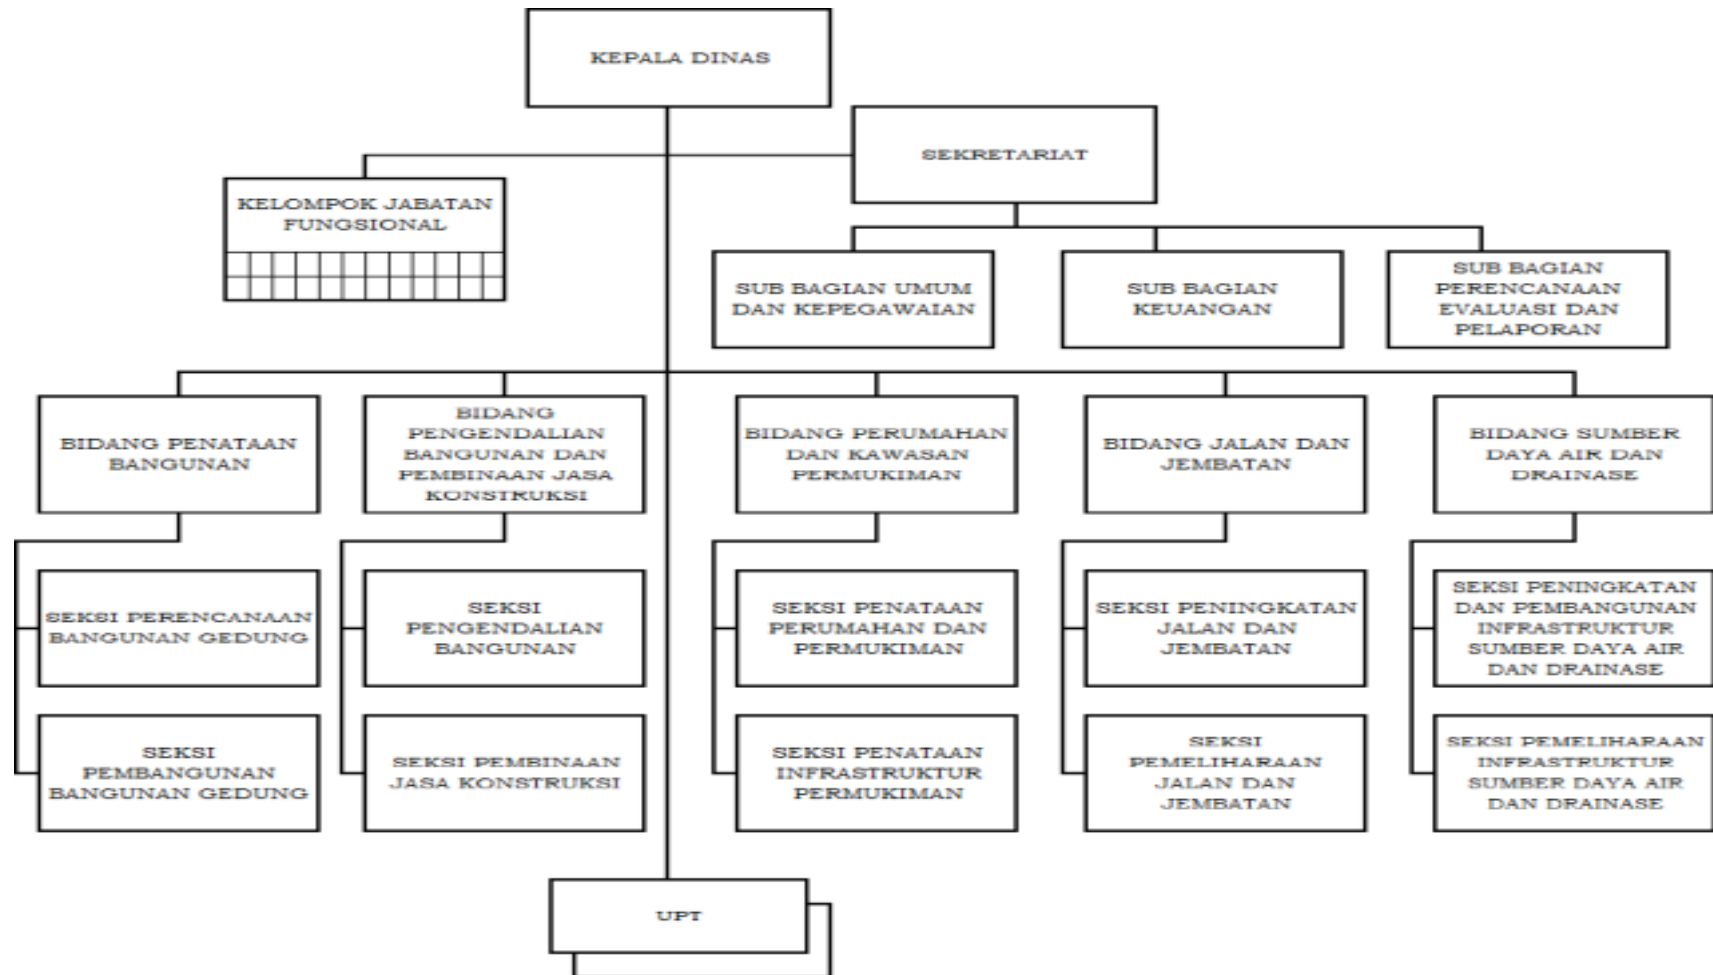 KEPALA DINAS
SEKRETARIAT
KELOMPOK JABATAN
FUNGSIONAL
SUB BAGIAN UMUM
DAN KEPEGAWAIAN
SUB BAGIAN
KEUANGAN
SUB BAGIAN
PERENCANAAN
EVALUASI DAN
PELAPORAN
BIDANG PENATAAN
BANGUNAN
BIDANG
PENGENDALIAN
BANGUNAN DAN
PEMBINAAN JASA
KONSTRUKSI
BIDANG PERUMAHAN
DAN KAWASAN
PERMUKIMAN
BIDANG JALAN DAN
JEMBATAN
BIDANG SUMBER
DAYA AIR DAN
DRAINASE
SEKSI PERENCANAAN
BANGUNAN GEDUNG
SEKSI
PENGENDALIAN
BANGUNAN
SEKSI PENATAAN
PERUMAHAN DAN
PERMUKIMAN
SEKSI PENINGKATAN
JALAN DAN
JEMBATAN
SEKSI PENINGKATAN
DAN PEMBANGUNAN
INFRASTRUKTUR
SUMBER DAYA AIR
DAN DRAINASE
SEKSI
PEMBANGUNAN
BANGUNAN GEDUNG
SEKSI PEMBINAAN
JASA KONSTRUKSI
SEKSI PENATAAN
INFRASTRUKTUR
PERMUKIMAN
SEKSI
PEMELIHARAAN
JALAN DAN
JEMBATAN
SEKSI PEMELIHARAAN
INFRASTRUKTUR
SUMBER DAYA AIR
DAN DRAINASE
UPT